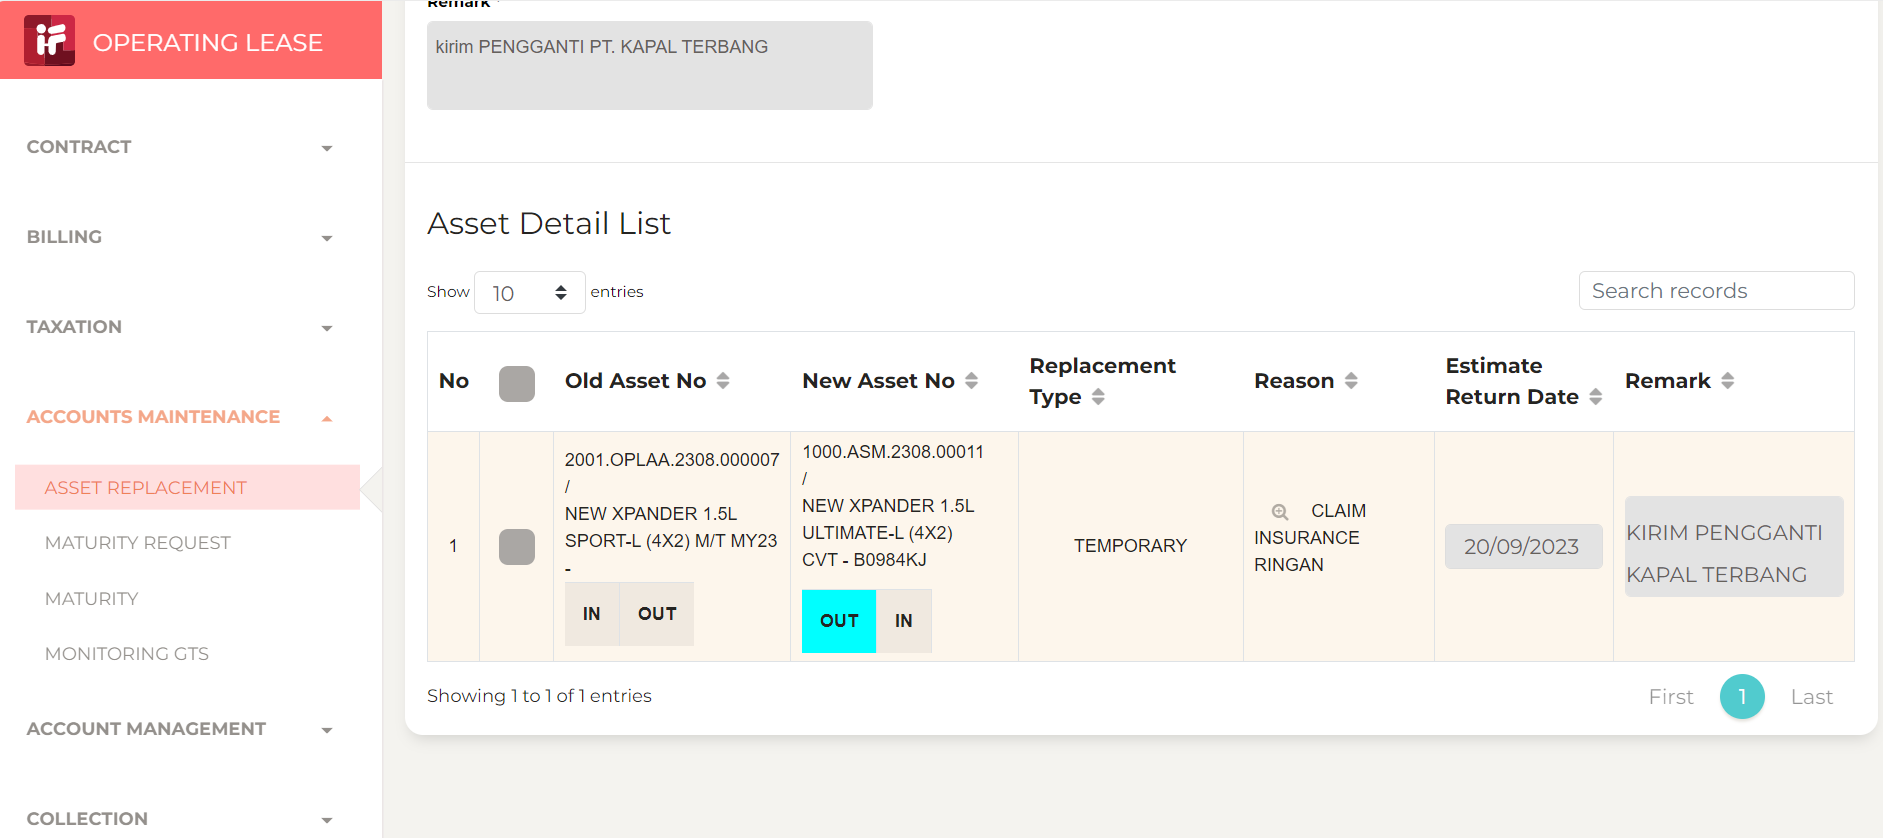 iF OPERATING LEASE
CONTRACT
BILLING
TAXATION
ACCOUNTS MAINTENANCE
ASSET REPLACEMENT
MATURITY REQUEST
MATURITY
MONITORING GTS
ACCOUNT MANAGEMENT
COLLECTION
Remark *
kirim PENGGANTI PT. KAPAL TERBANG
Asset Detail List
Show 10 entries
Search records
No
Old Asset No
New Asset No
Replacement
Type
Reason
Estimate
Return Date
Remark
1
2001.OPLAA.2308.000007
/
NEW XPANDER 1.5L
SPORT-L (4X2) M/T MY23
-
IN OUT
1000.ASM.2308.00011
/
NEW XPANDER 1.5L
ULTIMATE-L (4X2)
CVT - B0984KJ
OUT IN
TEMPORARY
CLAIM
INSURANCE
RINGAN
20/09/2023
KIRIM PENGGANTI
KAPAL TERBANG
Showing 1 to 1 of 1 entries
First 1 Last